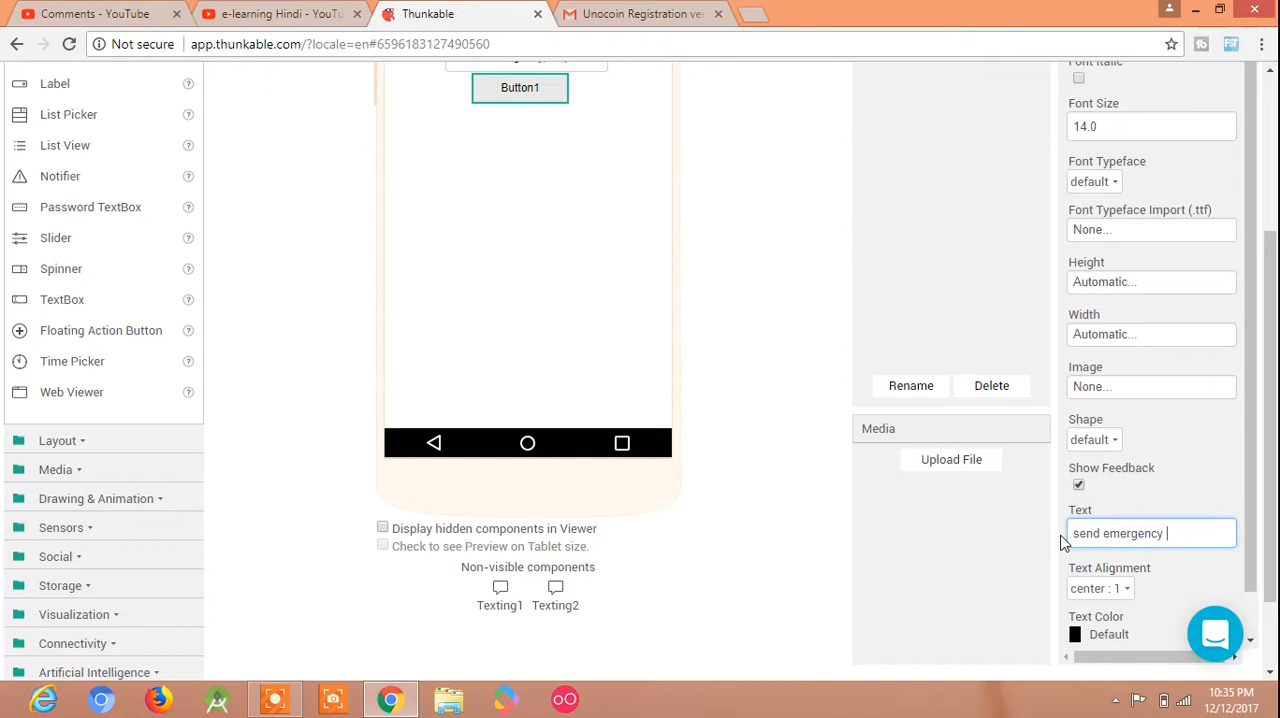 Comments - YouTube
e-learning Hindi - YouTu
Thunkable
Unocoin Registration ver
Not secure
app.thunkable.com/?locale=en#6596183127490560
Label
List Picker
List View
Notifier
Password TextBox
Slider
Spinner
TextBox
Floating Action Button
Time Picker
Web Viewer
Layout
Media
Drawing & Animation
Sensors
Social
Storage
Visualization
Connectivity
Artificial Intelligence
Button1
Display hidden components in Viewer
Check to see Preview on Tablet size.
Non-visible components
Texting1 Texting2
Rename Delete
Media
Upload File
Font Italic
Font Size
14.0
Font Typeface
default
Font Typeface Import (.ttf)
None...
Height
Automatic...
Width
Automatic...
Image
None...
Shape
default
Show Feedback
Text
send emergency
Text Alignment
center : 1
Text Color
Default
10:35 PM
12/12/2017